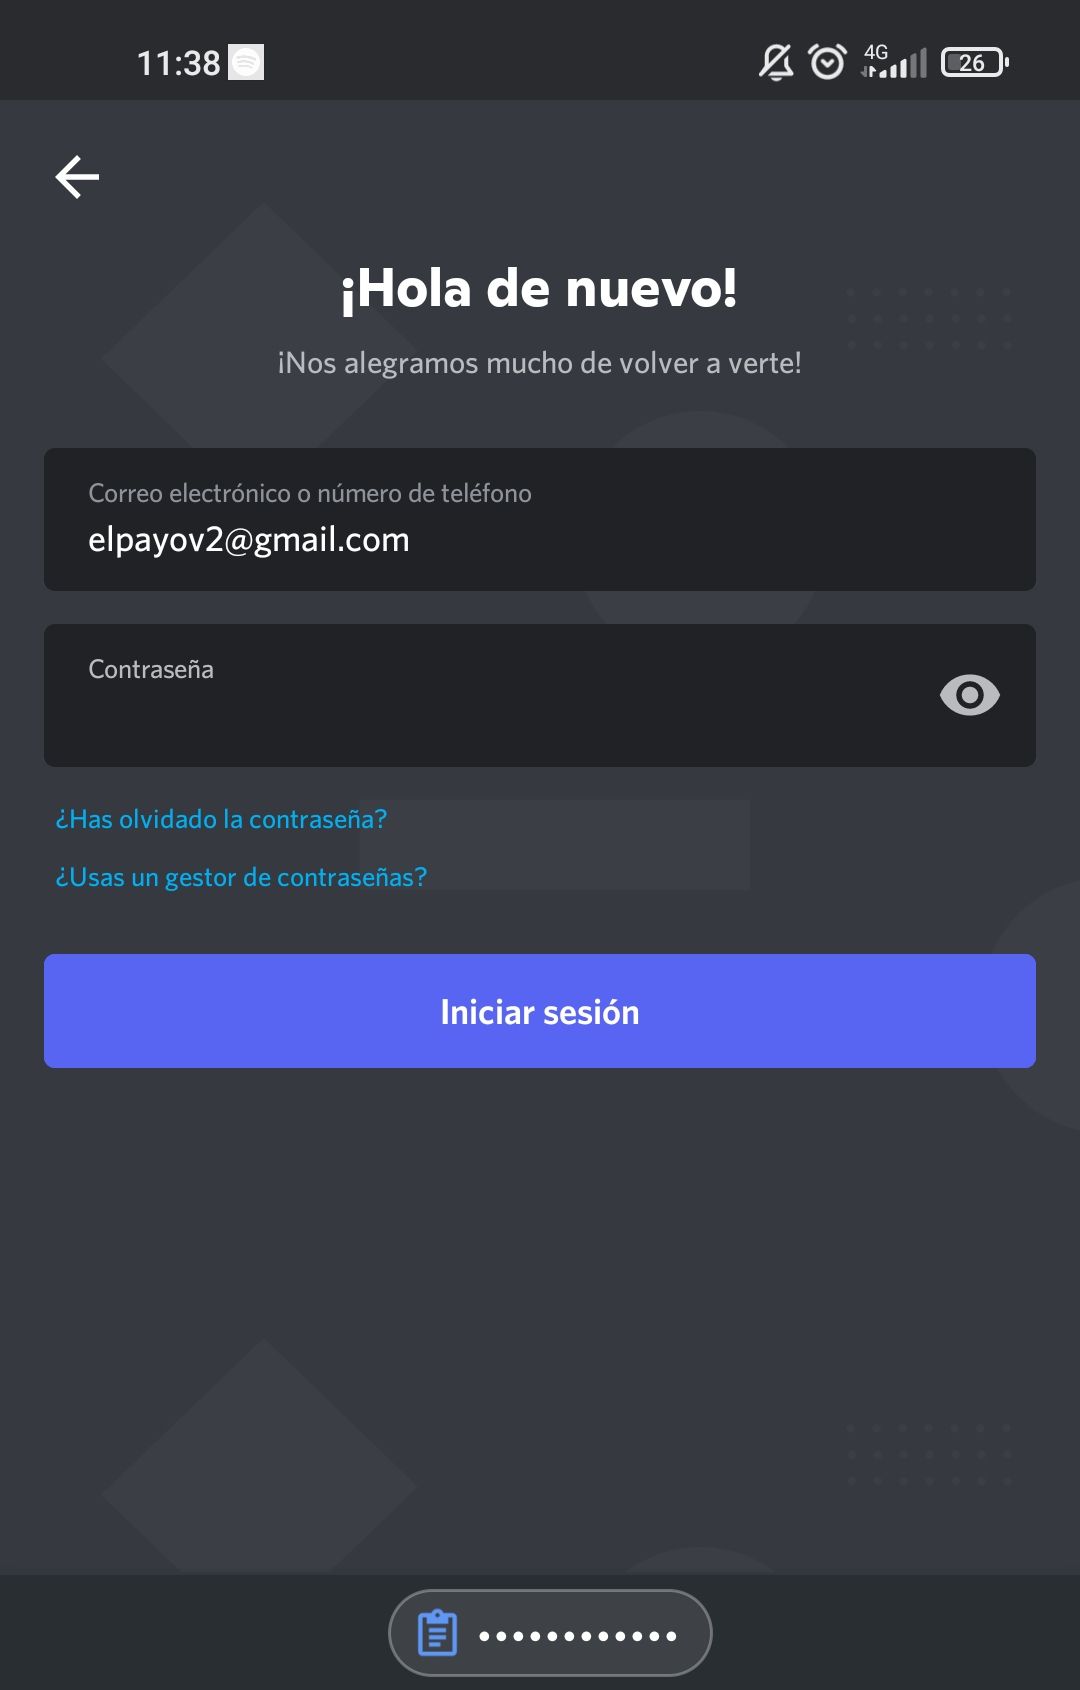 11:38
4G
26
¡Hola de nuevo!
¡Nos alegramos mucho de volver a verte!
Correo electrónico o número de teléfono
elpayov2@gmail.com
Contraseña
¿Has olvidado la contraseña?
¿Usas un gestor de contraseñas?
Iniciar sesión
••••••••••••